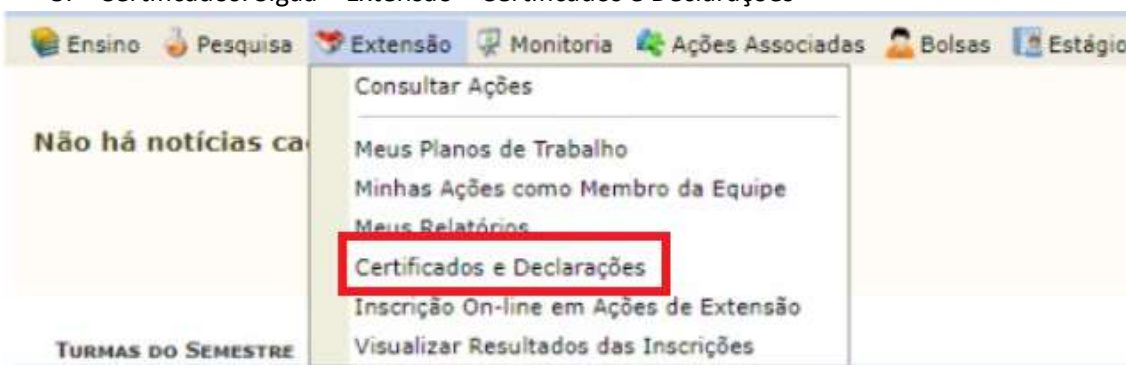 Ensino Pesquisa Extensão Monitoria Ações Associadas Bolsas Estágio
Consultar Ações
Não há notícias ca
Meus Planos de Trabalho
Minhas Ações como Membro da Equipe
Meus Relatórios
Certificados e Declarações
Inscrição On-line em Ações de Extensão
Visualizar Resultados das Inscrições
TURMAS DO SEMESTRE